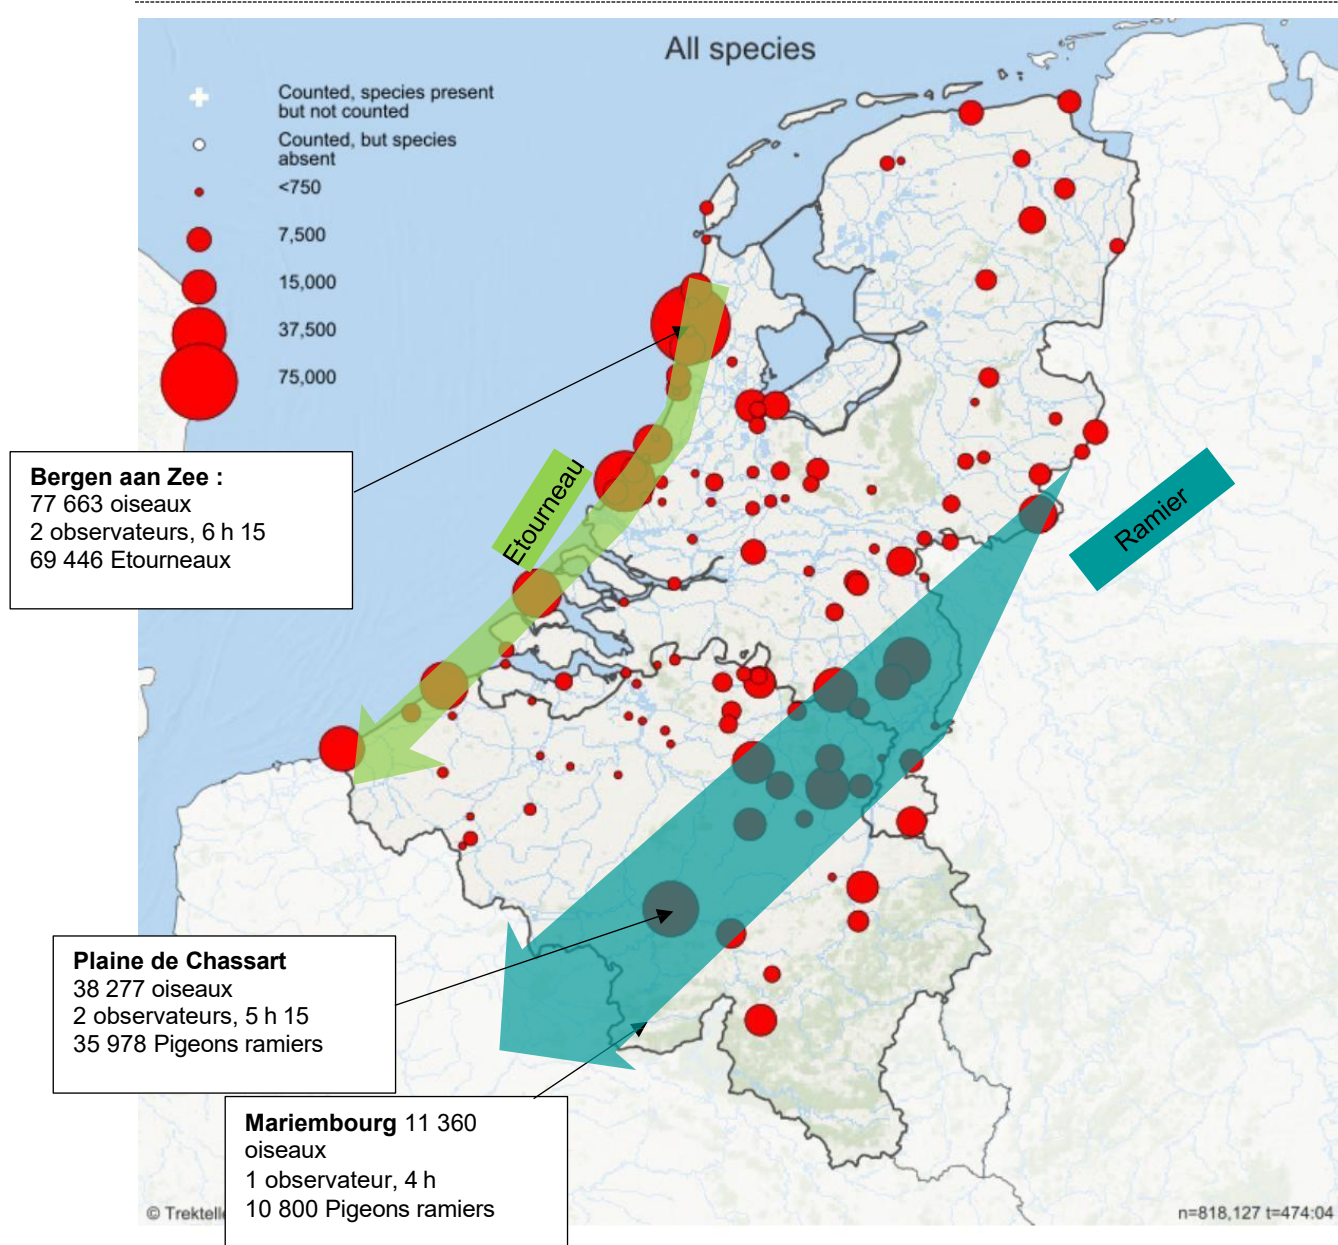 All species
Counted, species present
but not counted
Counted, but species
absent
<750
7,500
15,000
37,500
75,000
Bergen aan Zee :
77 663 oiseaux
2 observateurs, 6 h 15
69 446 Etourneaux
Etourneau
Ramier
Plaine de Chassart
38 277 oiseaux
2 observateurs, 5 h 15
35 978 Pigeons ramiers
Mariembourg 11 360
oiseaux
1 observateur, 4 h
10 800 Pigeons ramiers
© Trektelle
n=818,127 t=474:04